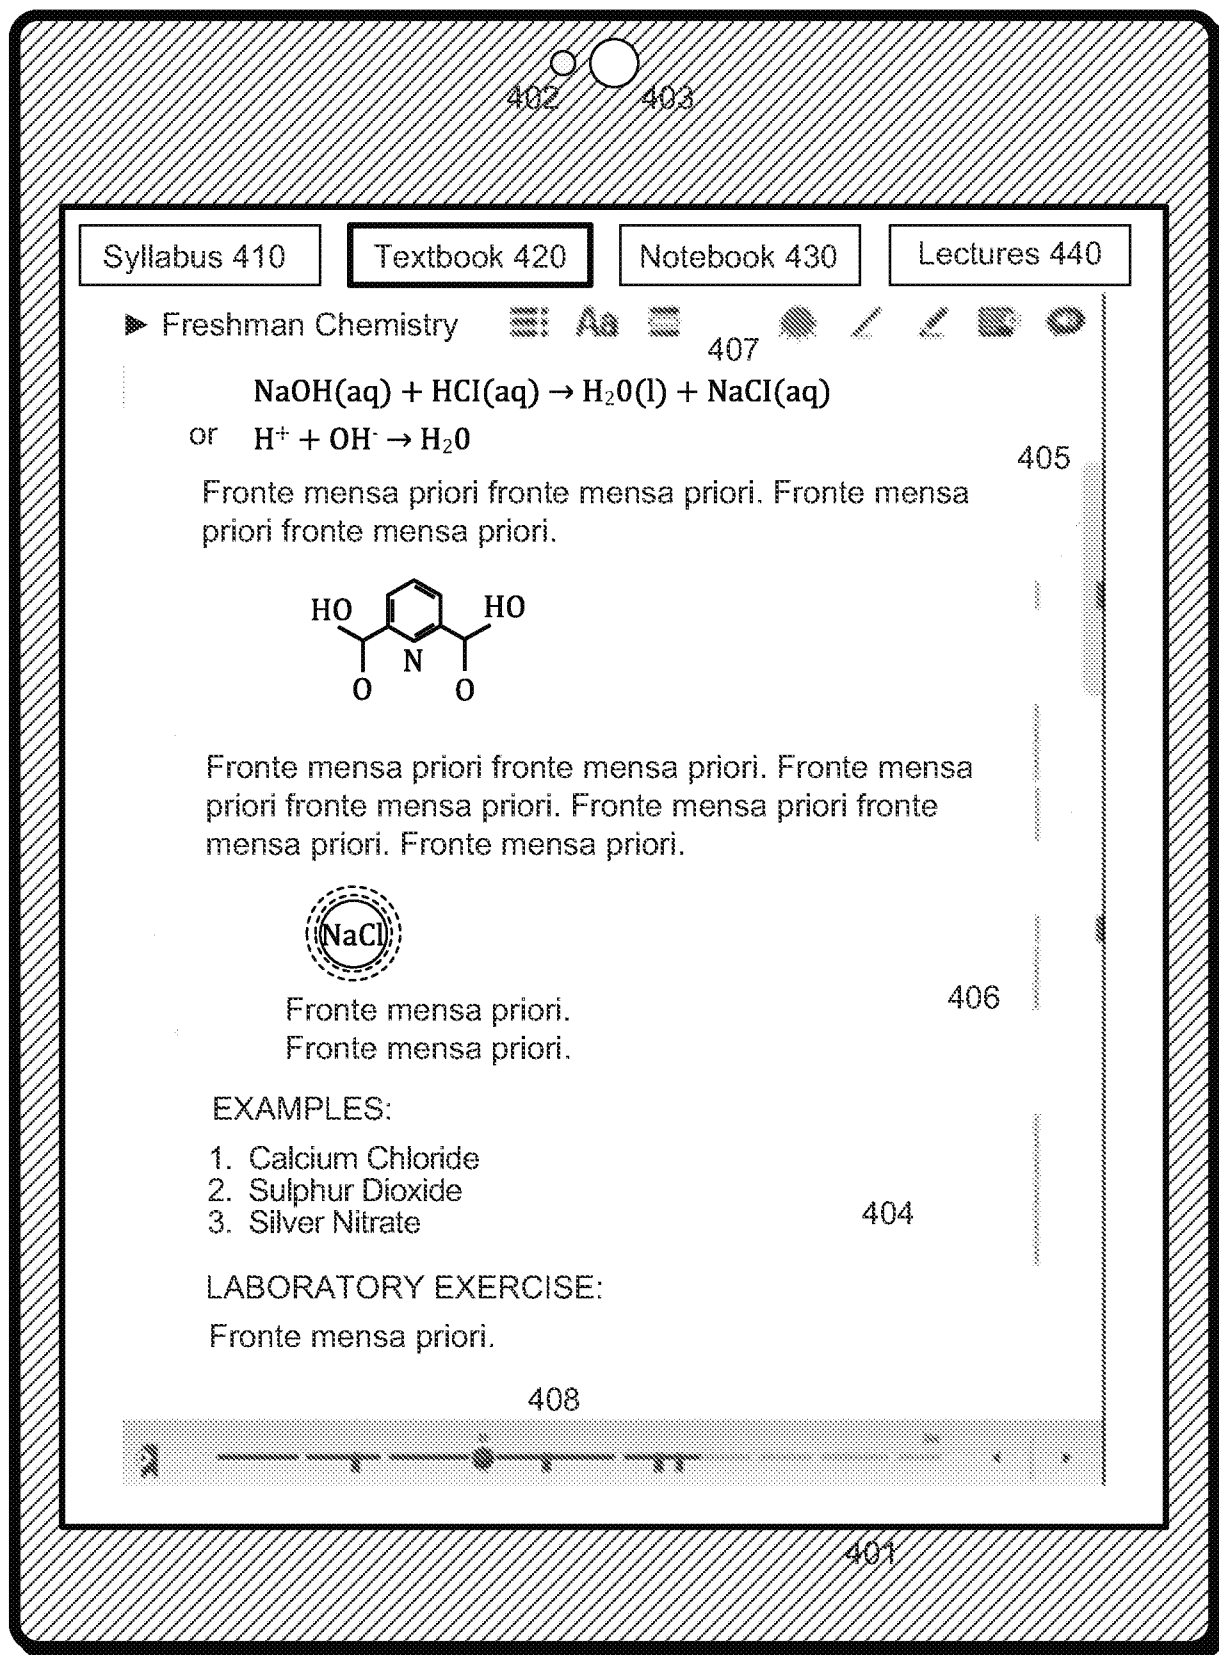 402 403
Syllabus 410 Textbook 420 Notebook 430 Lectures 440
▶ Freshman Chemistry Aa
407
NaOH(aq) + HCI(aq) → H₂0(l) + NaCI(aq)
or H⁺ + OH⁻ → H₂0
405
Fronte mensa priori fronte mensa priori. Fronte mensa
priori fronte mensa priori.
HO HO
N
O O
Fronte mensa priori fronte mensa priori. Fronte mensa
priori fronte mensa priori. Fronte mensa priori fronte
mensa priori. Fronte mensa priori.
NaCl
406
Fronte mensa priori.
Fronte mensa priori.
EXAMPLES:
1. Calcium Chloride
2. Sulphur Dioxide
3. Silver Nitrate
404
LABORATORY EXERCISE:
Fronte mensa priori.
408
401